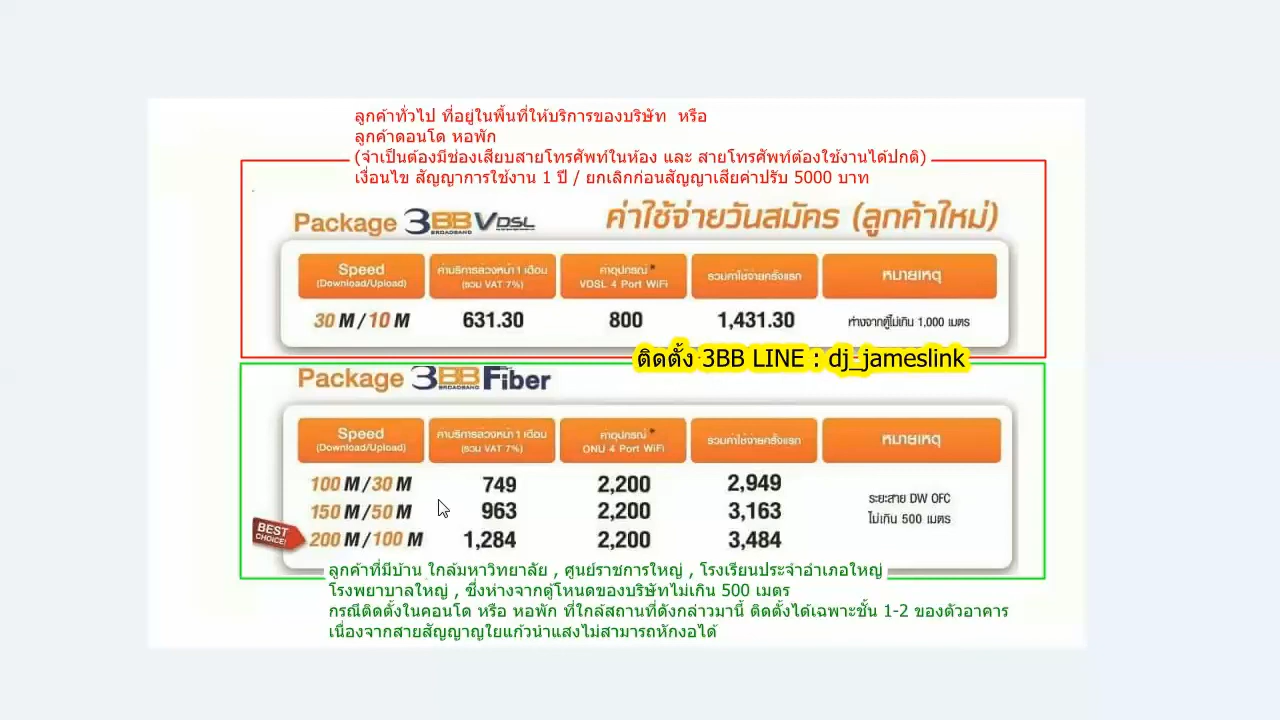 ลูกค้าทั่วไป ที่อยู่ในพื้นที่ให้บริการของบริษัท หรือ
ลูกค้าดอนโด หอพัก
(จำเป็นต้องมีช่องเสียบสายโทรศัพท์ในห้อง และ สายโทรศัพท์ต้องใช้งานได้ปกติ)
เงื่อนไข สัญญาการใช้งาน 1 ปี / ยกเลิกก่อนสัญญาเสียค่าปรับ 5000 บาท
Package 3BB BROADBAND VDSL ค่าใช้จ่ายวันสมัคร (ลูกค้าใหม่)
Speed ค่าบริการล่วงหน้า 1 เดือน ค่าอุปกรณ์* รวมค่าใช้จ่ายครั้งแรก หมายเหตุ
(Download/Upload) (รวม VAT 7%) VDSL 4 Port WiFi
30 M / 10 M 631.30 800 1,431.30 ห่างจากตู้ไม่เกิน 1,000 เมตร
ติดตั้ง 3BB LINE : dj_jameslink
Package 3BB BROADBAND Fiber
Speed ค่าบริการล่วงหน้า 1 เดือน ค่าอุปกรณ์* รวมค่าใช้จ่ายครั้งแรก หมายเหตุ
(Download/Upload) (รวม VAT 7%) ONU 4 Port WiFi
100 M / 30 M 749 2,200 2,949
150 M / 50 M 963 2,200 3,163
ระยะสาย DW OFC
ไม่เกิน 500 เมตร
BEST CHOICE! 200 M / 100 M 1,284 2,200 3,484
ลูกค้าที่มีบ้าน ใกล้มหาวิทยาลัย , ศูนย์ราชการใหญ่ , โรงเรียนประจำอำเภอใหญ่
โรงพยาบาลใหญ่ , ซึ่งห่างจากตู้โหนดของบริษัทไม่เกิน 500 เมตร
กรณีติดตั้งในคอนโด หรือ หอพัก ที่ใกล้สถานที่ดังกล่าวมานี้ ติดตั้งได้เฉพาะชั้น 1-2 ของตัวอาคาร
เนื่องจากสายสัญญาญใยแก้วนำแสงไม่สามารถหักงอได้